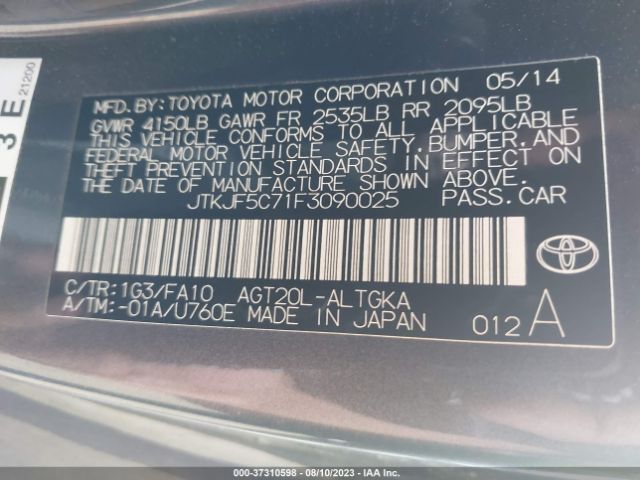 3 E
21200
MFD. BY: TOYOTA MOTOR CORPORATION 05/14
GVWR 4150LB GAWR FR 2535LB RR 2095LB
THIS VEHICLE CONFORMS TO ALL APPLICABLE
FEDERAL MOTOR VEHICLE SAFETY, BUMPER, AND
THEFT PREVENTION STANDARDS IN EFFECT ON
THE DATE OF MANUFACTURE SHOWN ABOVE.
JTKJF5C71F3090025 PASS. CAR
TOYOTA
C/TR: 1G3/FA10 AGT20L-ALTGKA
A/TM: -01A/U760E MADE IN JAPAN
012 A
000-37310598 - 08/10/2023 - IAA Inc.